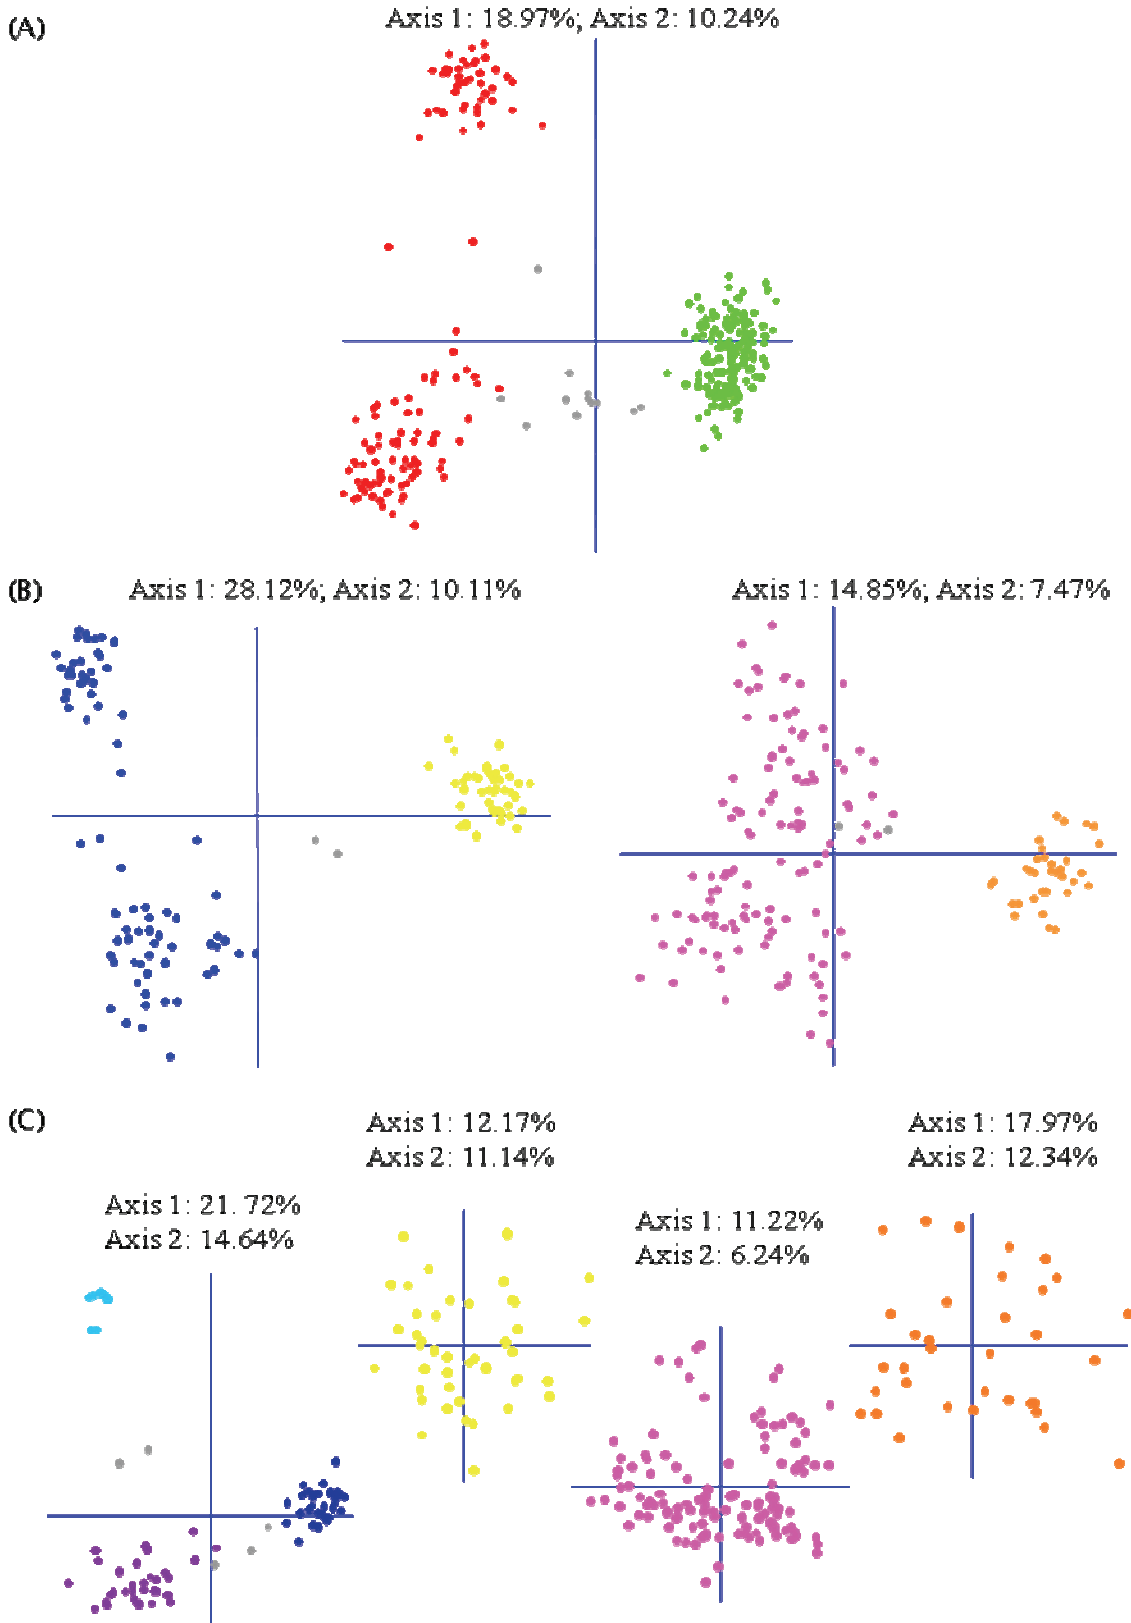 (A)
Axis 1: 18.97%; Axis 2: 10.24%
(B)
Axis 1: 28.12%; Axis 2: 10.11%
Axis 1: 14.85%; Axis 2: 7.47%
(C)
Axis 1: 21.72%
Axis 2: 14.64%
Axis 1: 12.17%
Axis 2: 11.14%
Axis 1: 11.22%
Axis 2: 6.24%
Axis 1: 17.97%
Axis 2: 12.34%